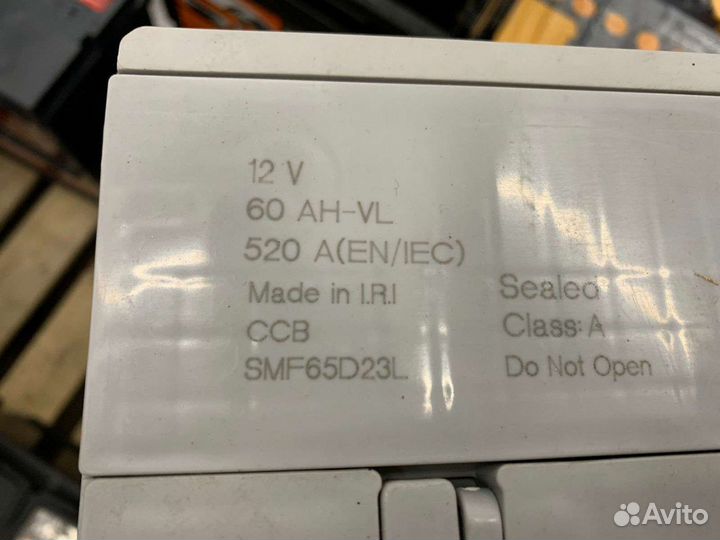 12 V
60 AH-VL
520 A(EN/IEC)
Made in I.R.I
CCB
SMF65D23L
Sealed
Class:A
Do Not Open
Avito